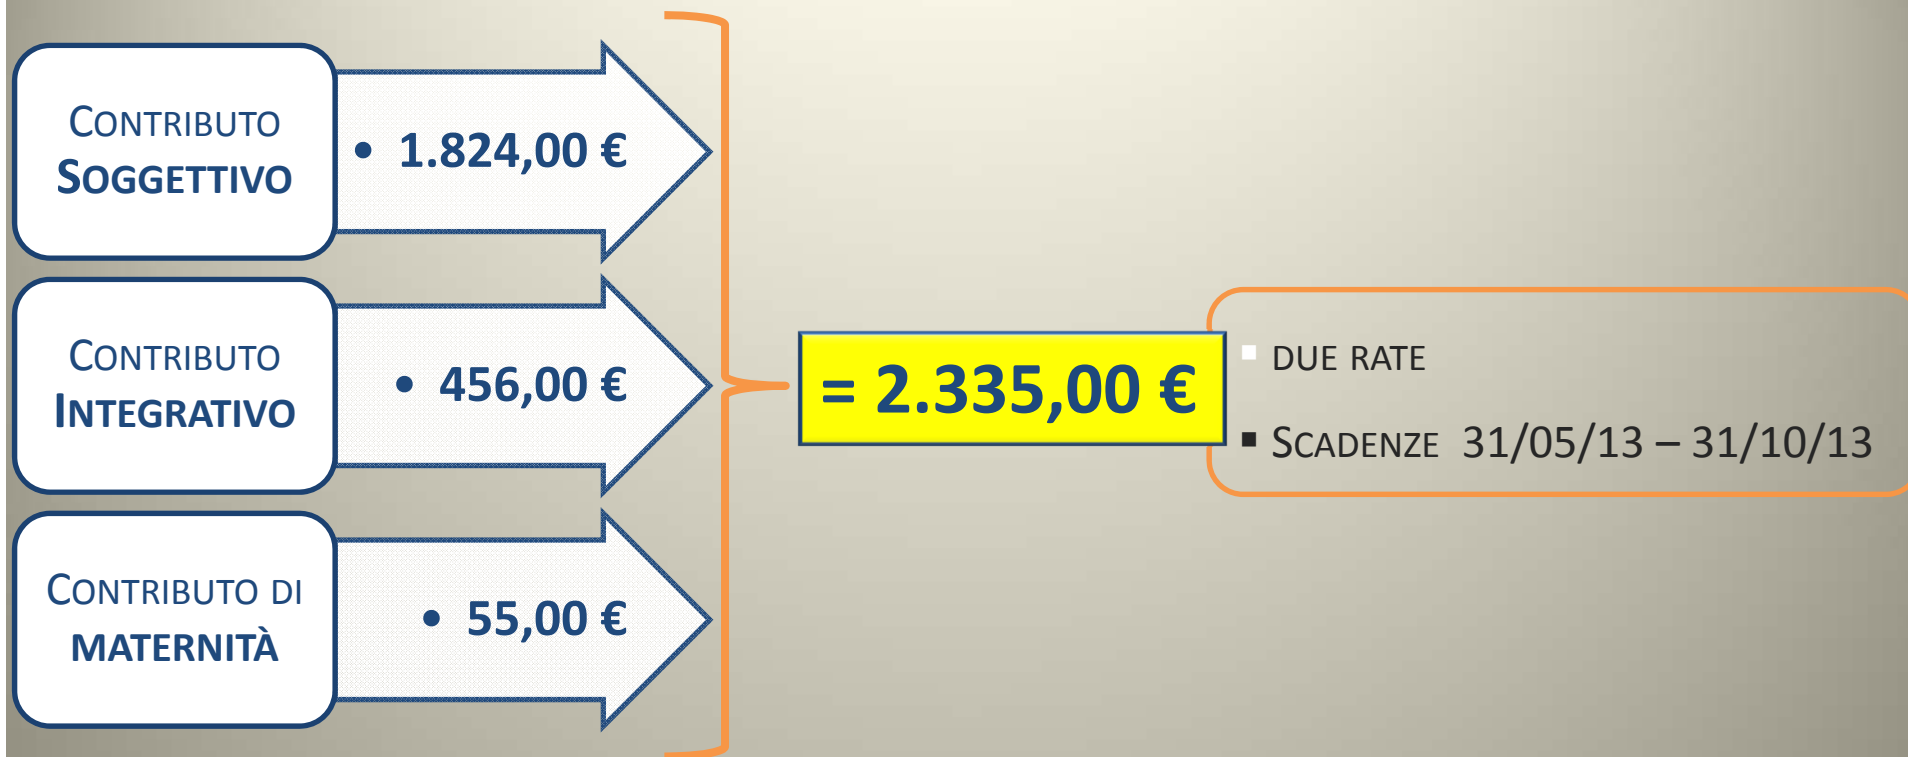 CONTRIBUTO
SOGGETTIVO
• 1.824,00 €
CONTRIBUTO
INTEGRATIVO
• 456,00 €
CONTRIBUTO DI
MATERNITÀ
• 55,00 €
= 2.335,00 €
▪ DUE RATE
▪ SCADENZE 31/05/13 – 31/10/13